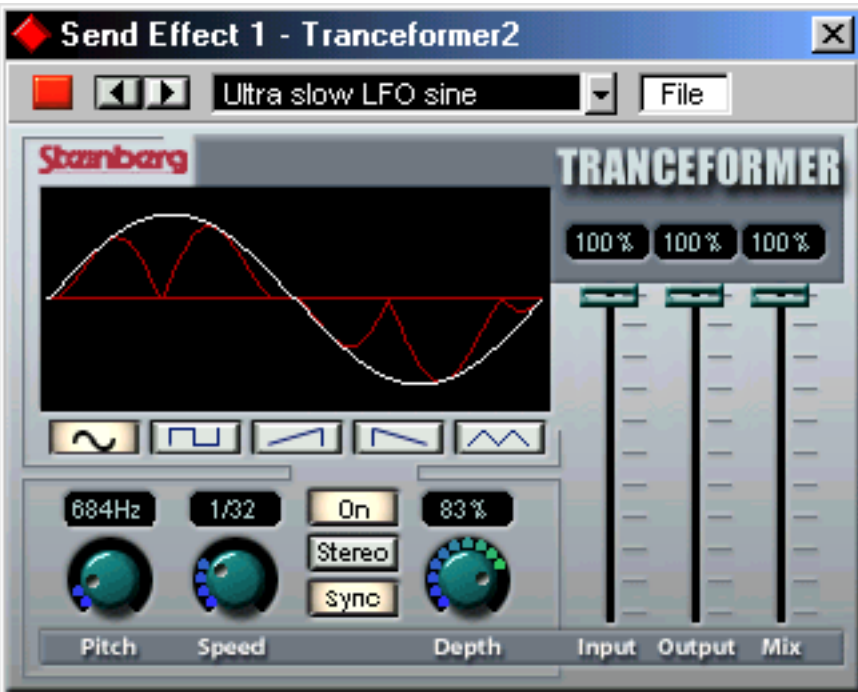 Send Effect 1 - Tranceformer2
Ultra slow LFO sine
File
Steinberg
TRANCEFORMER
100% 100% 100%
684Hz 1/32 On 83%
Stereo
Sync
Pitch Speed Depth Input Output Mix